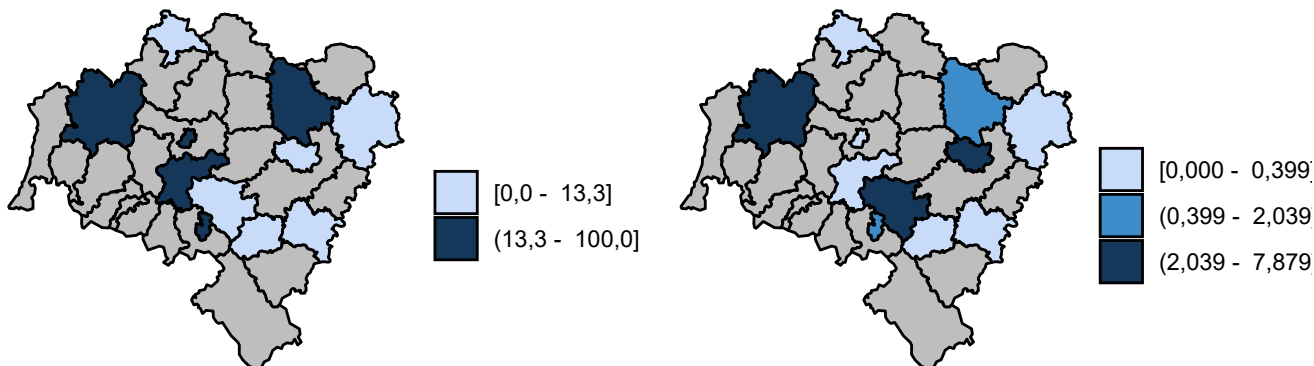 [0,0 - 13,3]
(13,3 - 100,0]
[0,000 - 0,399]
(0,399 - 2,039]
(2,039 - 7,879]